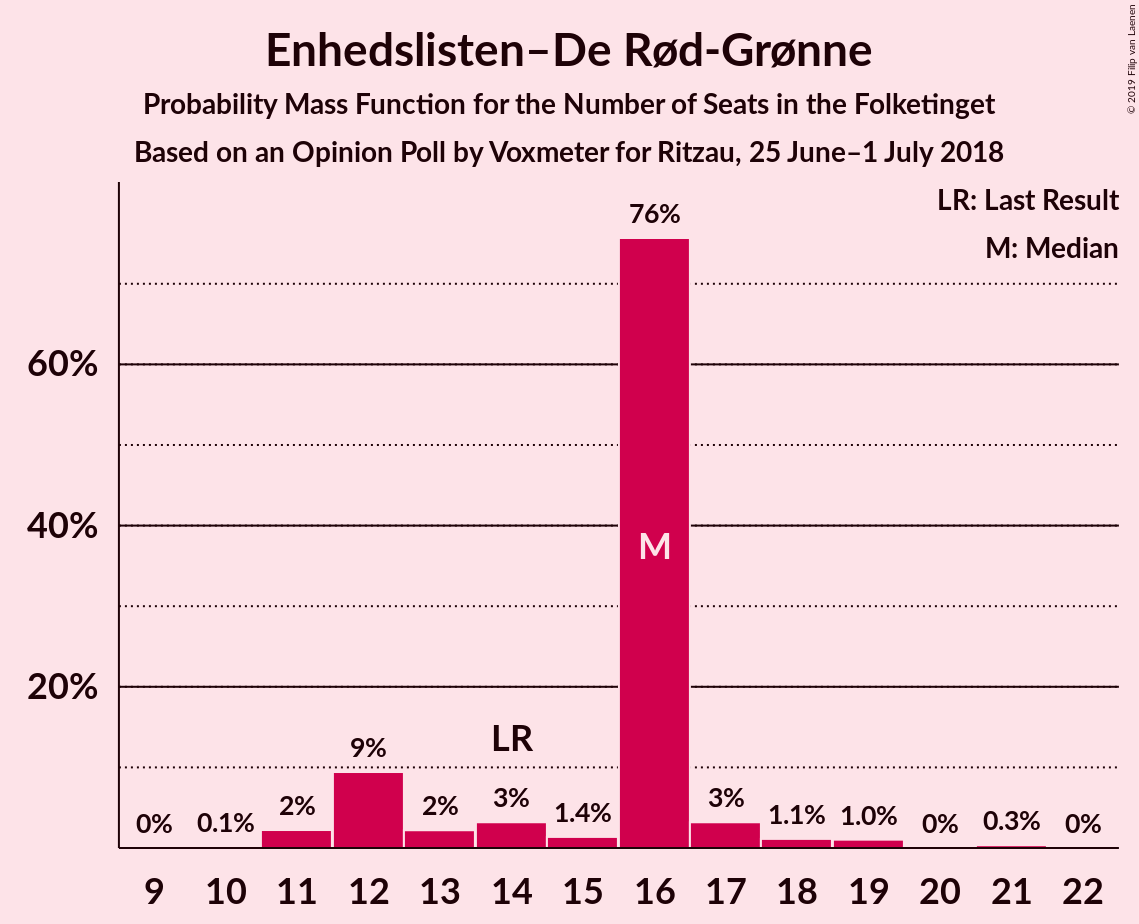 Enhedslisten–De Rød-Grønne
Probability Mass Function for the Number of Seats in the Folketinget
Based on an Opinion Poll by Voxmeter for Ritzau, 25 June–1 July 2018
© 2019 Filip van Laenen
LR: Last Result
M: Median
60%
40%
20%
0%
0.1%
2%
9%
2%
LR
3%
1.4%
76%
M
3%
1.1%
1.0%
0%
0.3%
0%
9 10 11 12 13 14 15 16 17 18 19 20 21 22